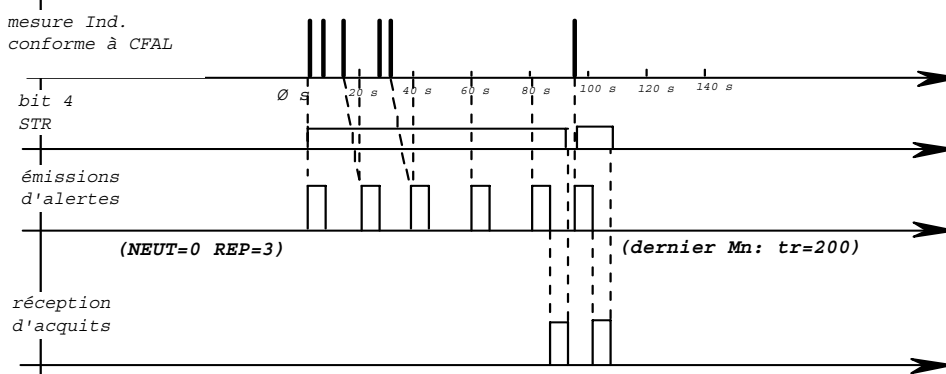 mesure Ind.
conforme à CFAL
Ø s 20 s 40 s 60 s 80 s 100 s 120 s 140 s
bit 4
STR
émissions
d'alertes
(NEUT=0 REP=3) (dernier Mn: tr=200)
réception
d'acquits